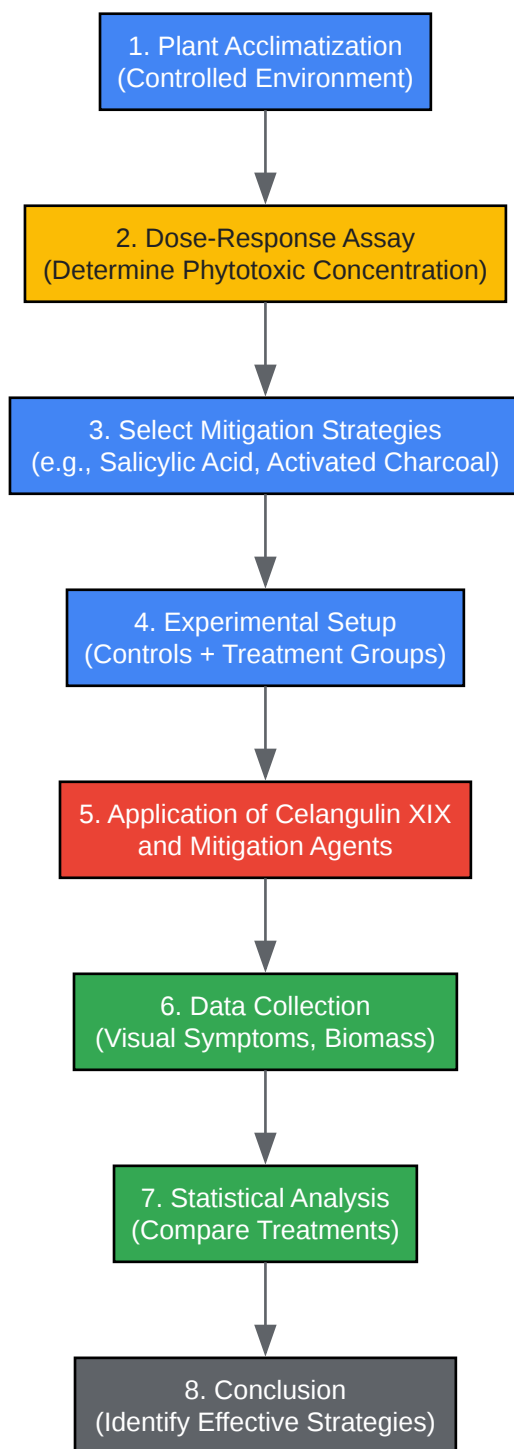 1. Plant Acclimatization
(Controlled Environment)
2. Dose-Response Assay
(Determine Phytotoxic Concentration)
3. Select Mitigation Strategies
(e.g., Salicylic Acid, Activated Charcoal)
4. Experimental Setup
(Controls + Treatment Groups)
5. Application of Celangulin XIX
and Mitigation Agents
6. Data Collection
(Visual Symptoms, Biomass)
7. Statistical Analysis
(Compare Treatments)
8. Conclusion
(Identify Effective Strategies)